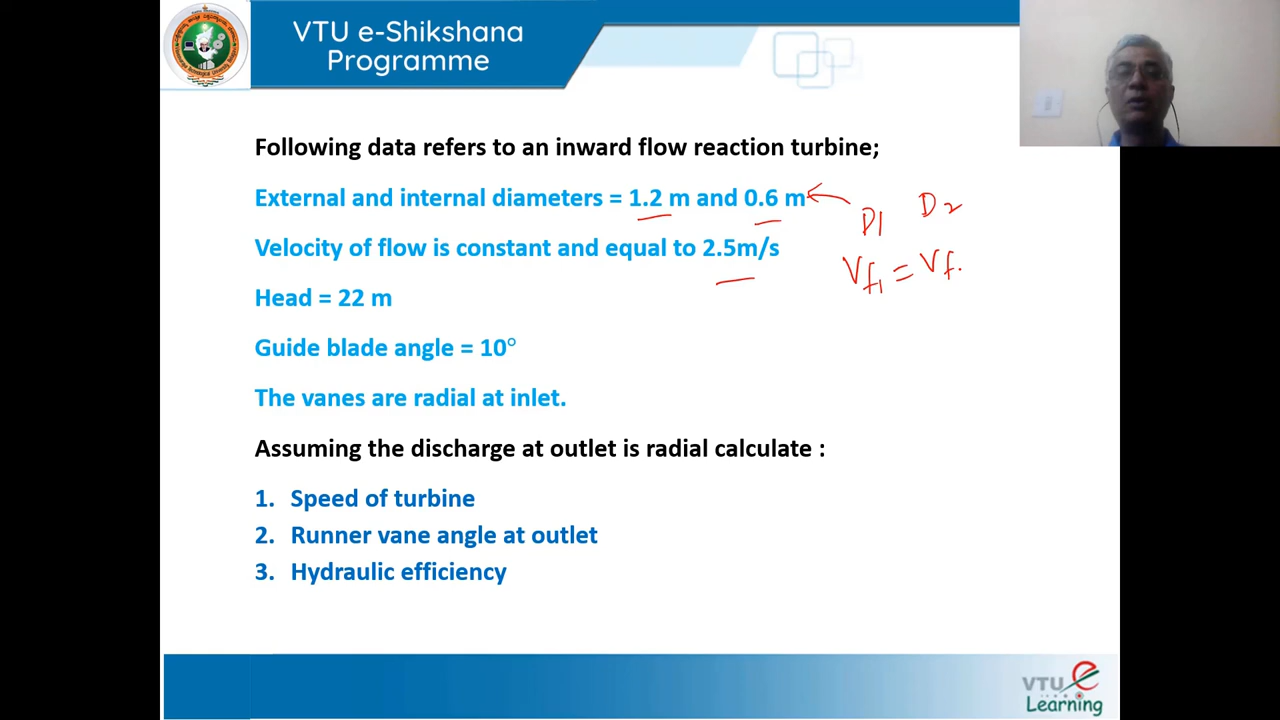 VTU e-Shikshana
Programme
Following data refers to an inward flow reaction turbine;
External and internal diameters = 1.2 m and 0.6 m
D1 D2
Velocity of flow is constant and equal to 2.5m/s
Vf1 = Vf.
Head = 22 m
Guide blade angle = 10°
The vanes are radial at inlet.
Assuming the discharge at outlet is radial calculate :
1. Speed of turbine
2. Runner vane angle at outlet
3. Hydraulic efficiency
VTU e
Learning